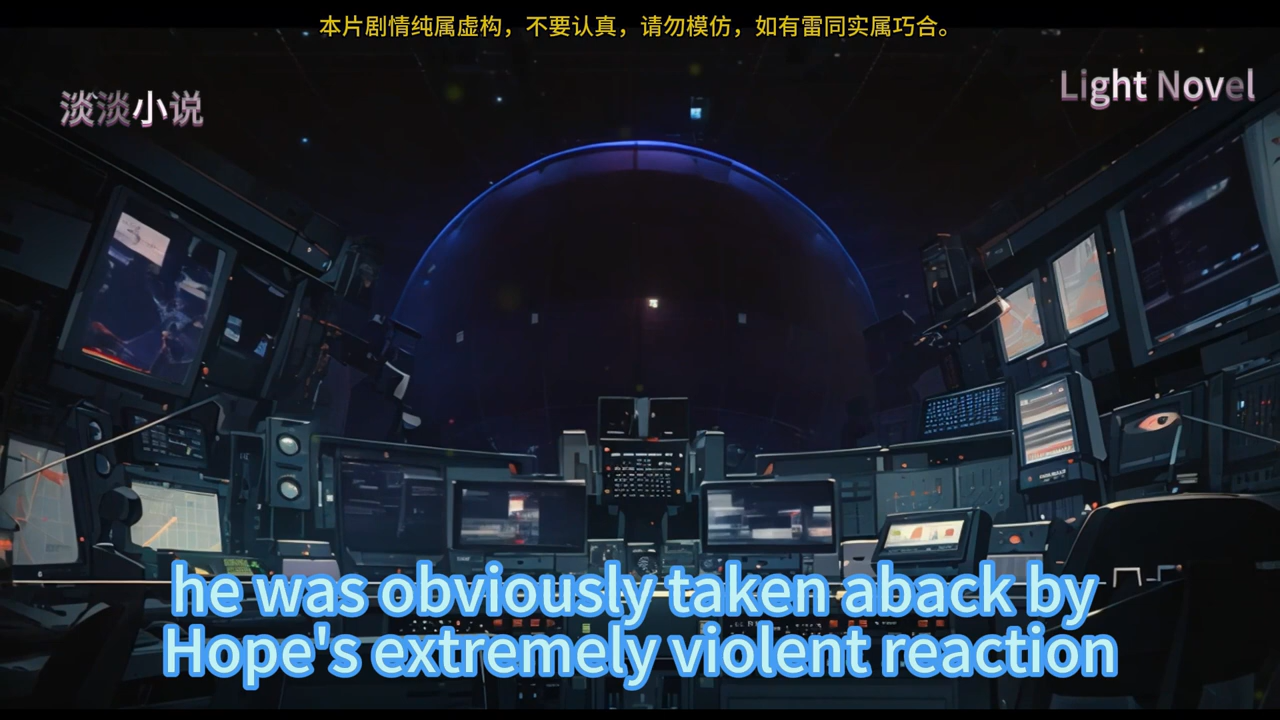 本片剧情纯属虚构，不要认真，请勿模仿，如有雷同实属巧合。
淡淡小说
Light Novel
he was obviously taken aback by
Hope's extremely violent reaction